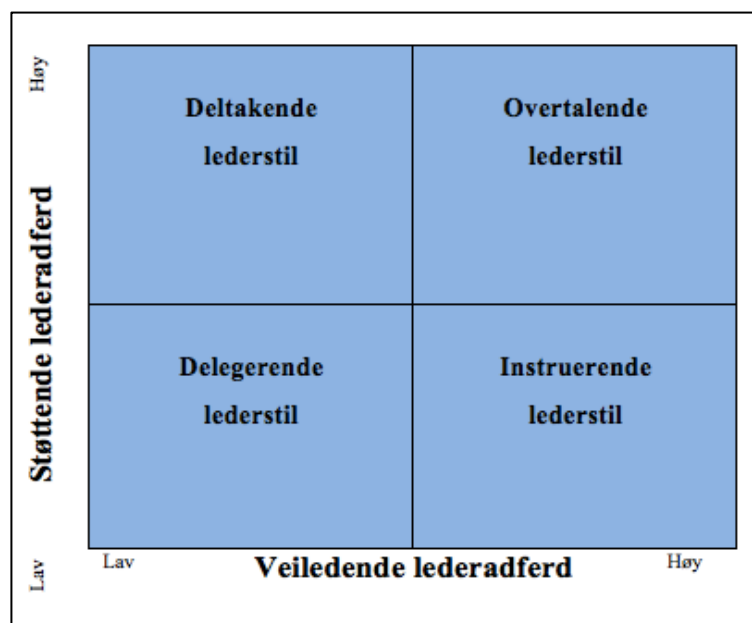 Høy
Deltakende
lederstil
Overtalende
lederstil
Støttende lederadferd
Delegerende
lederstil
Instruerende
lederstil
Lav
Lav
Veiledende lederadferd
Høy